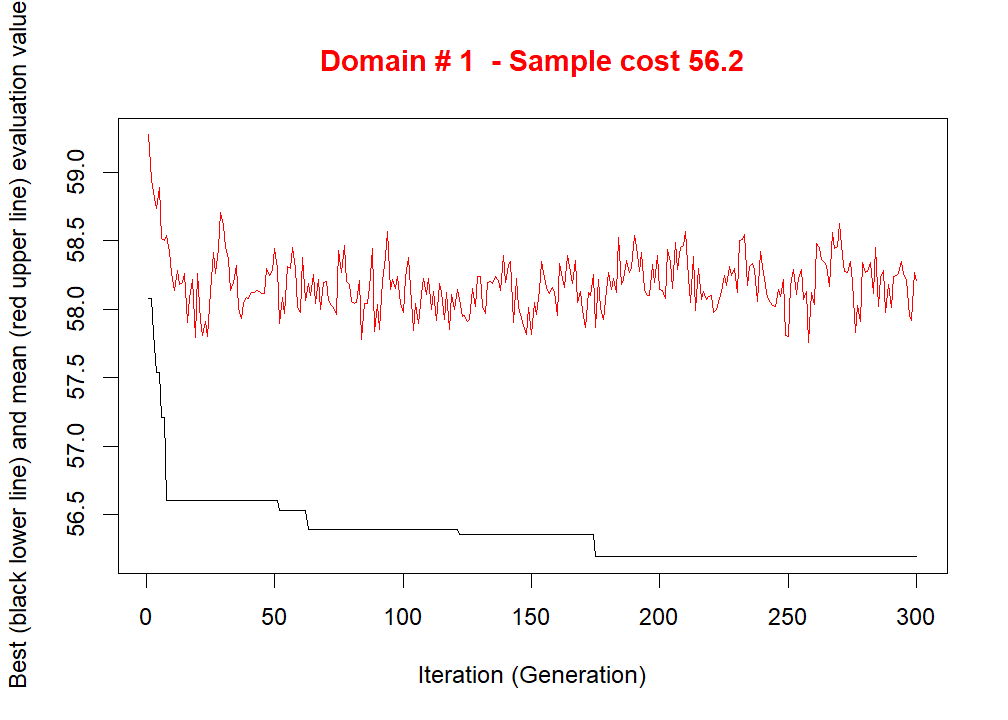 Domain # 1  - Sample cost 56.2
Best (black lower line) and mean (red upper line) evaluation value
59.0
58.5
58.0
57.5
57.0
56.5
0 50 100 150 200 250 300
Iteration (Generation)